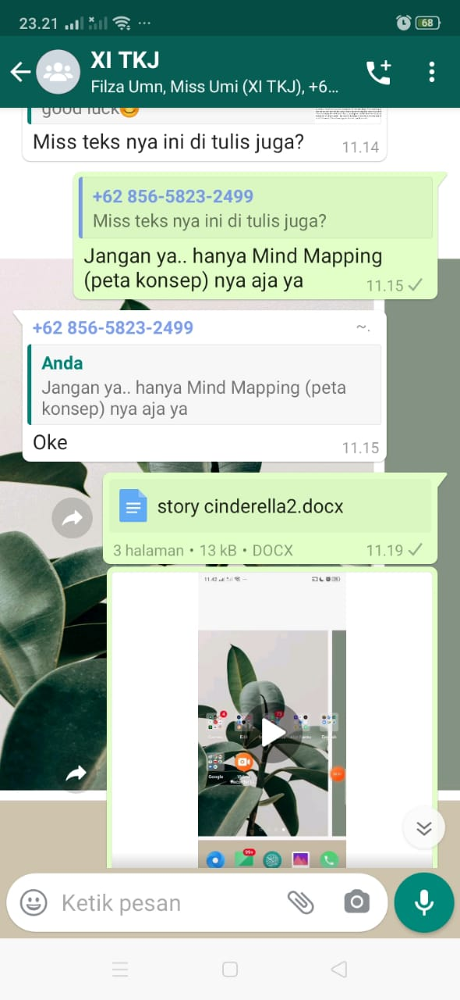 23.21
68
XI TKJ
Filza Umn, Miss Umi (XI TKJ), +6...
good luck😊
Miss teks nya ini di tulis juga?
11.14
+62 856-5823-2499
Miss teks nya ini di tulis juga?
Jangan ya.. hanya Mind Mapping
(peta konsep) nya aja ya
11.15
+62 856-5823-2499
~.
Anda
Jangan ya.. hanya Mind Mapping (peta
konsep) nya aja ya
Oke
11.15
story cinderella2.docx
3 halaman • 13 kB • DOCX
11.19
11.42
4
Google
99+
Ketik pesan